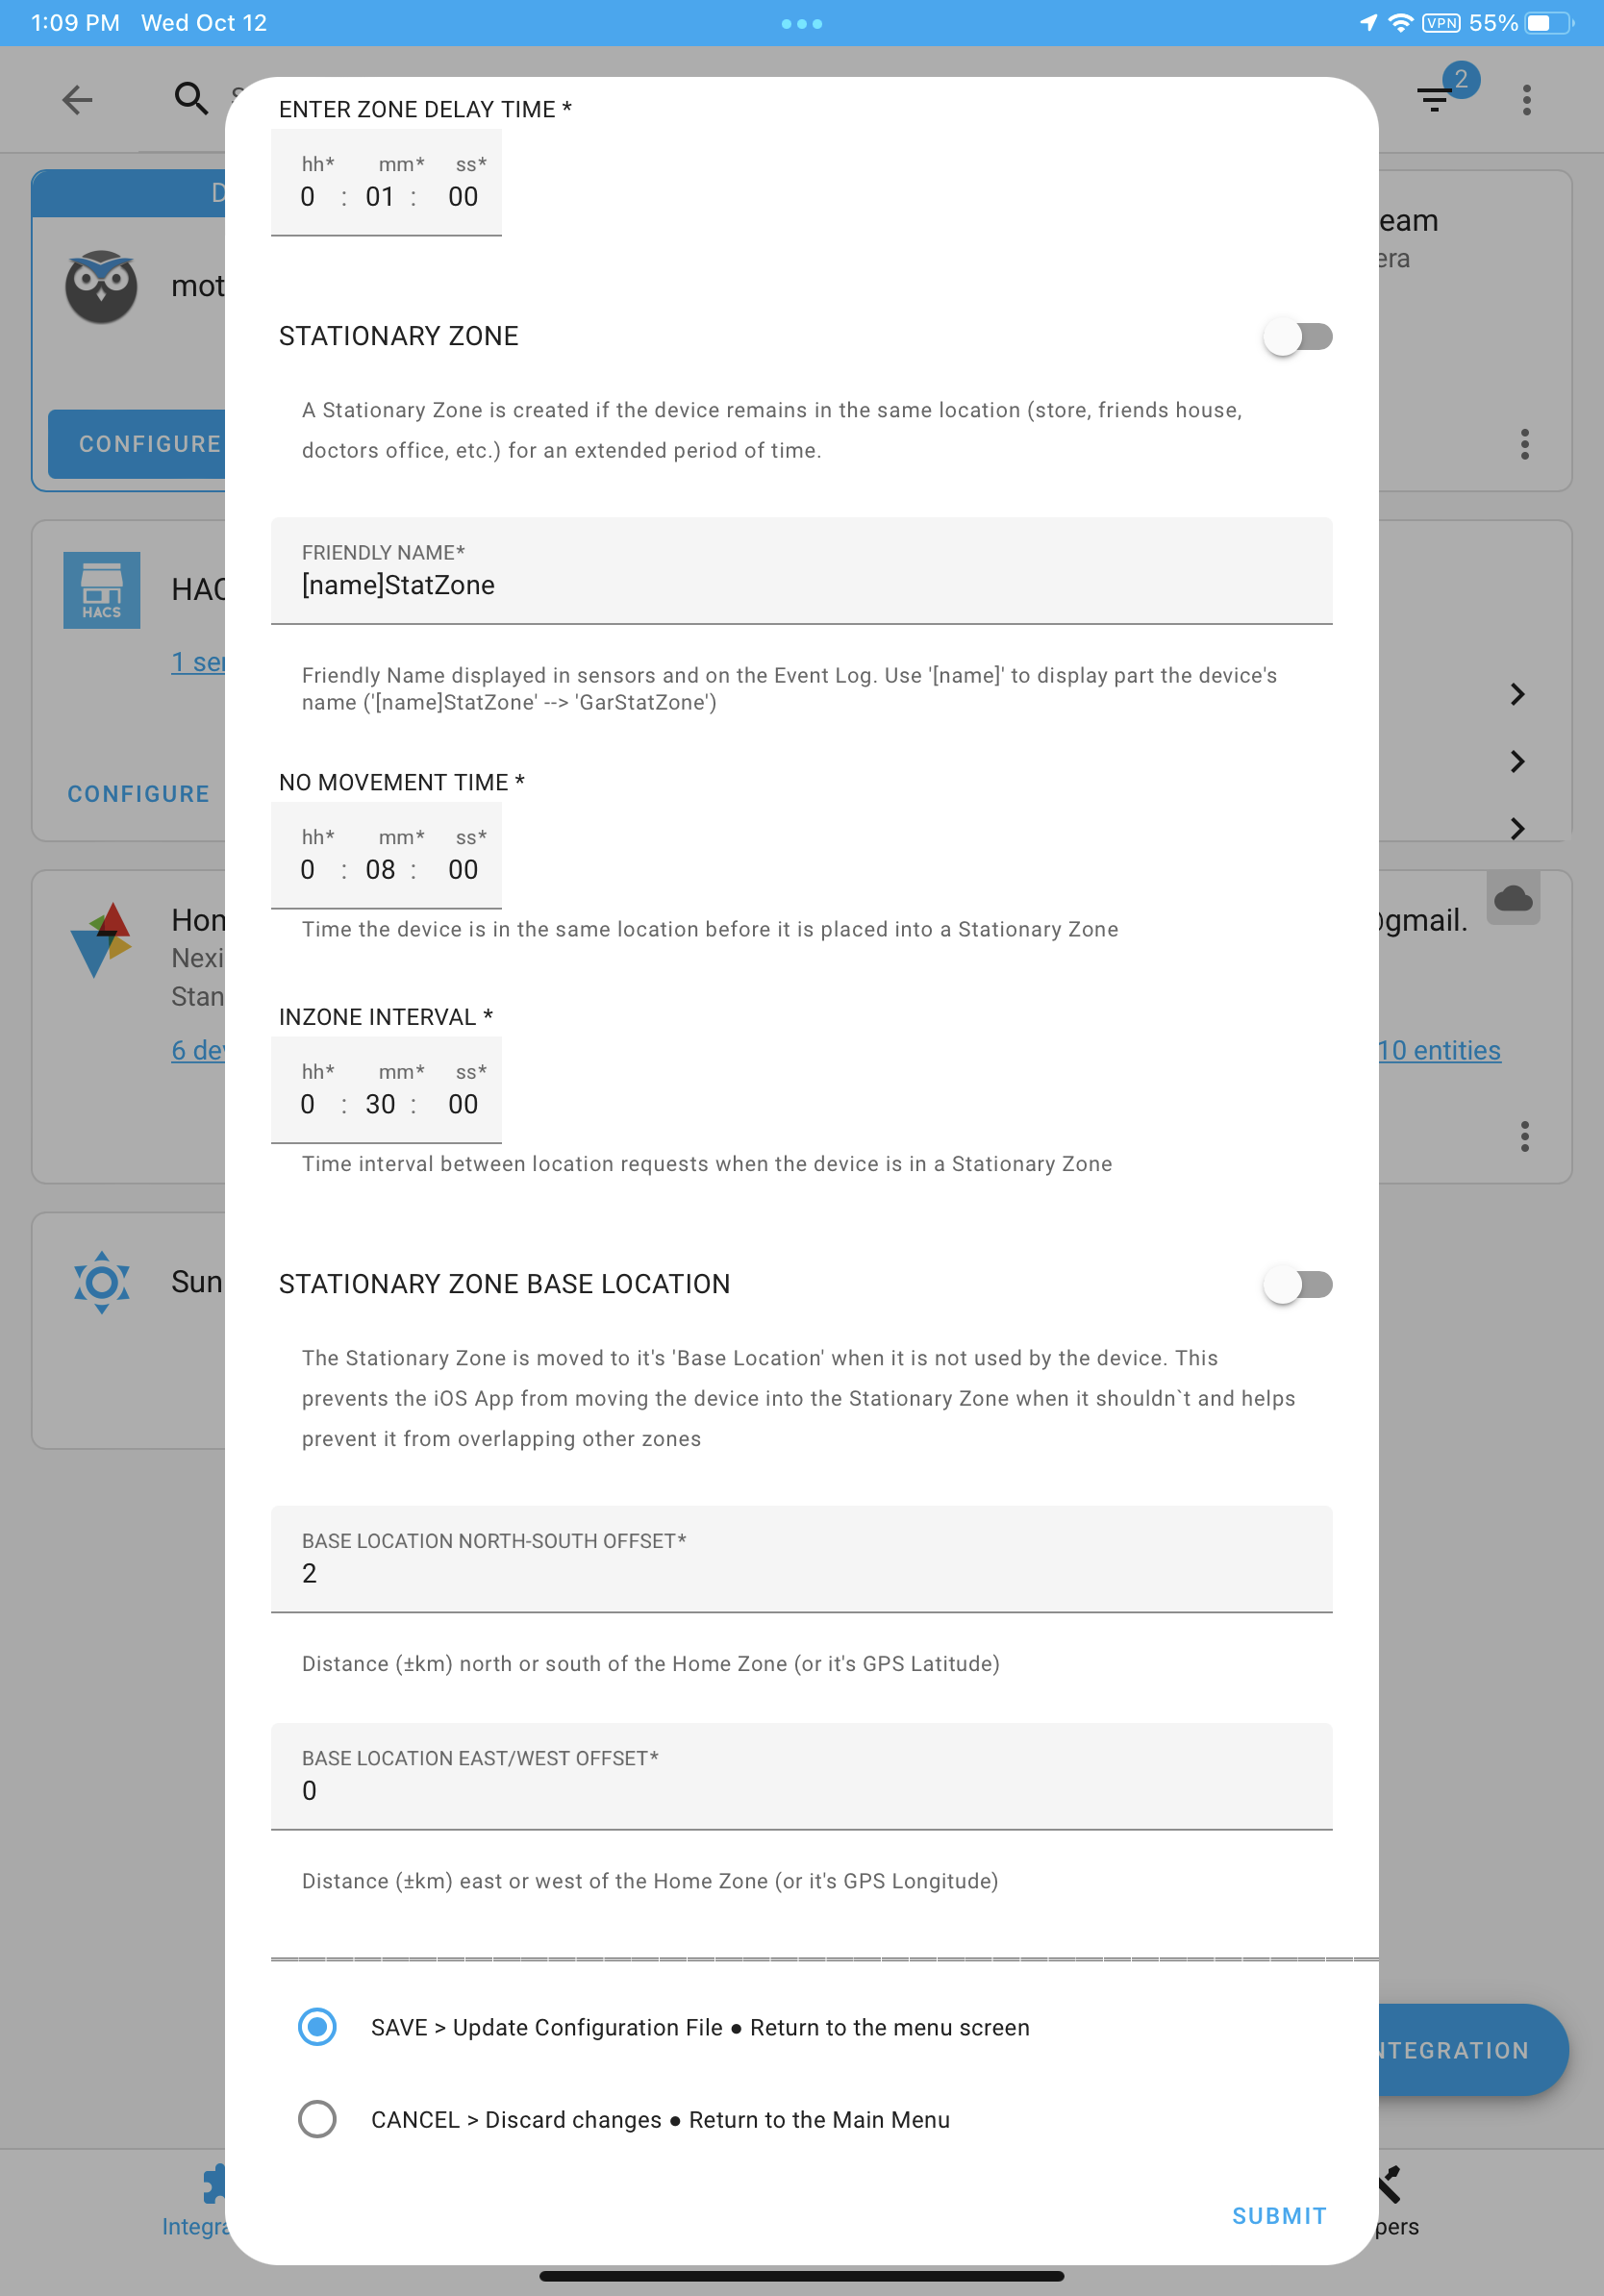 1:09 PM Wed Oct 12
VPN 55%
2
ENTER ZONE DELAY TIME *
hh* mm* ss*
0 : 01 : 00
eam
era
STATIONARY ZONE
A Stationary Zone is created if the device remains in the same location (store, friends house,
doctors office, etc.) for an extended period of time.
CONFIGURE
FRIENDLY NAME*
[name]StatZone
HACS
Friendly Name displayed in sensors and on the Event Log. Use '[name]' to display part the device's
name ('[name]StatZone' --> 'GarStatZone')
NO MOVEMENT TIME *
CONFIGURE
hh* mm* ss*
0 : 08 : 00
Time the device is in the same location before it is placed into a Stationary Zone
Hon
Nexi
Stan
6 de
@gmail.
10 entities
INZONE INTERVAL *
hh* mm* ss*
0 : 30 : 00
Time interval between location requests when the device is in a Stationary Zone
Sun
STATIONARY ZONE BASE LOCATION
The Stationary Zone is moved to it's 'Base Location' when it is not used by the device. This
prevents the iOS App from moving the device into the Stationary Zone when it shouldn`t and helps
prevent it from overlapping other zones
BASE LOCATION NORTH-SOUTH OFFSET*
2
Distance (±km) north or south of the Home Zone (or it's GPS Latitude)
BASE LOCATION EAST/WEST OFFSET*
0
Distance (±km) east or west of the Home Zone (or it's GPS Longitude)
SAVE > Update Configuration File ● Return to the menu screen
NTEGRATION
CANCEL > Discard changes ● Return to the Main Menu
SUBMIT
Integra
pers